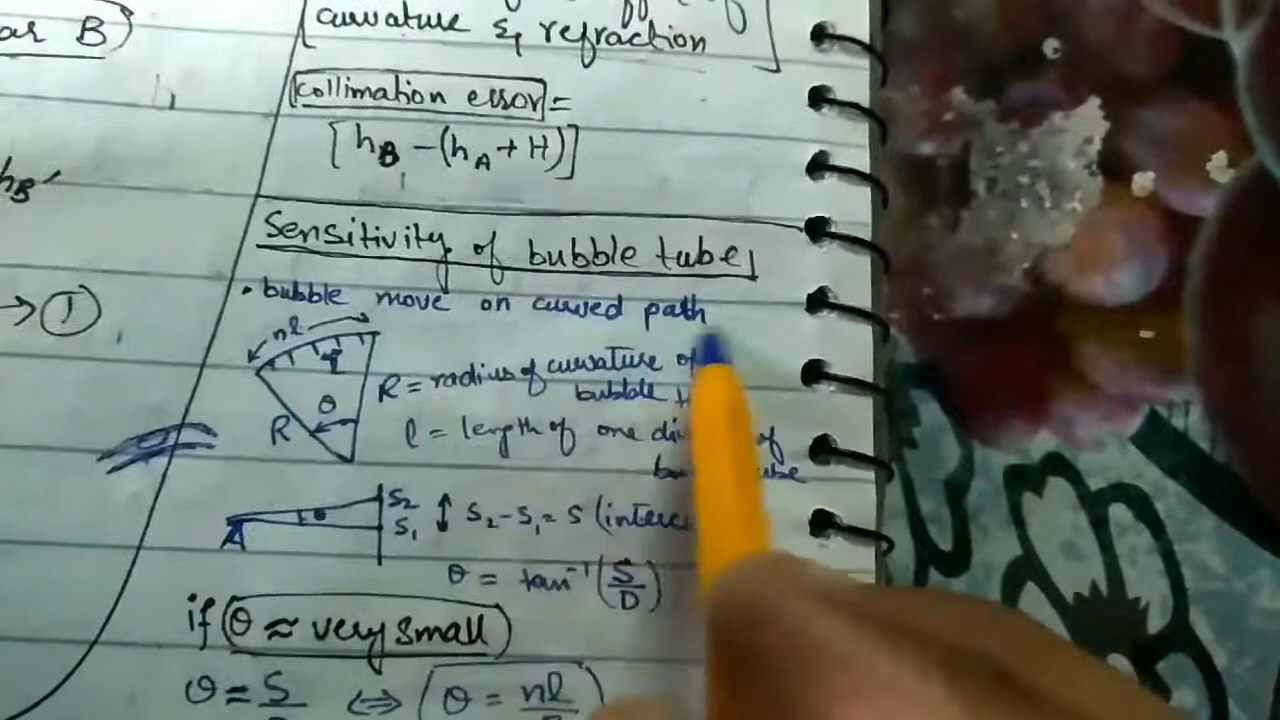 ar B)
curvature & refraction
collimation error =
[hB - (hA + H)]
hB'
Sensitivity of bubble tube
• bubble move on curved path
→ ①
nl
l
R = radius of curvature of
bubble
θ
R
l = length of one of
S2
S1
S2 - S1 = S
A
θ
θ = tan⁻¹(S/D)
if θ ≈ very small
θ = S
⇔ θ = nl